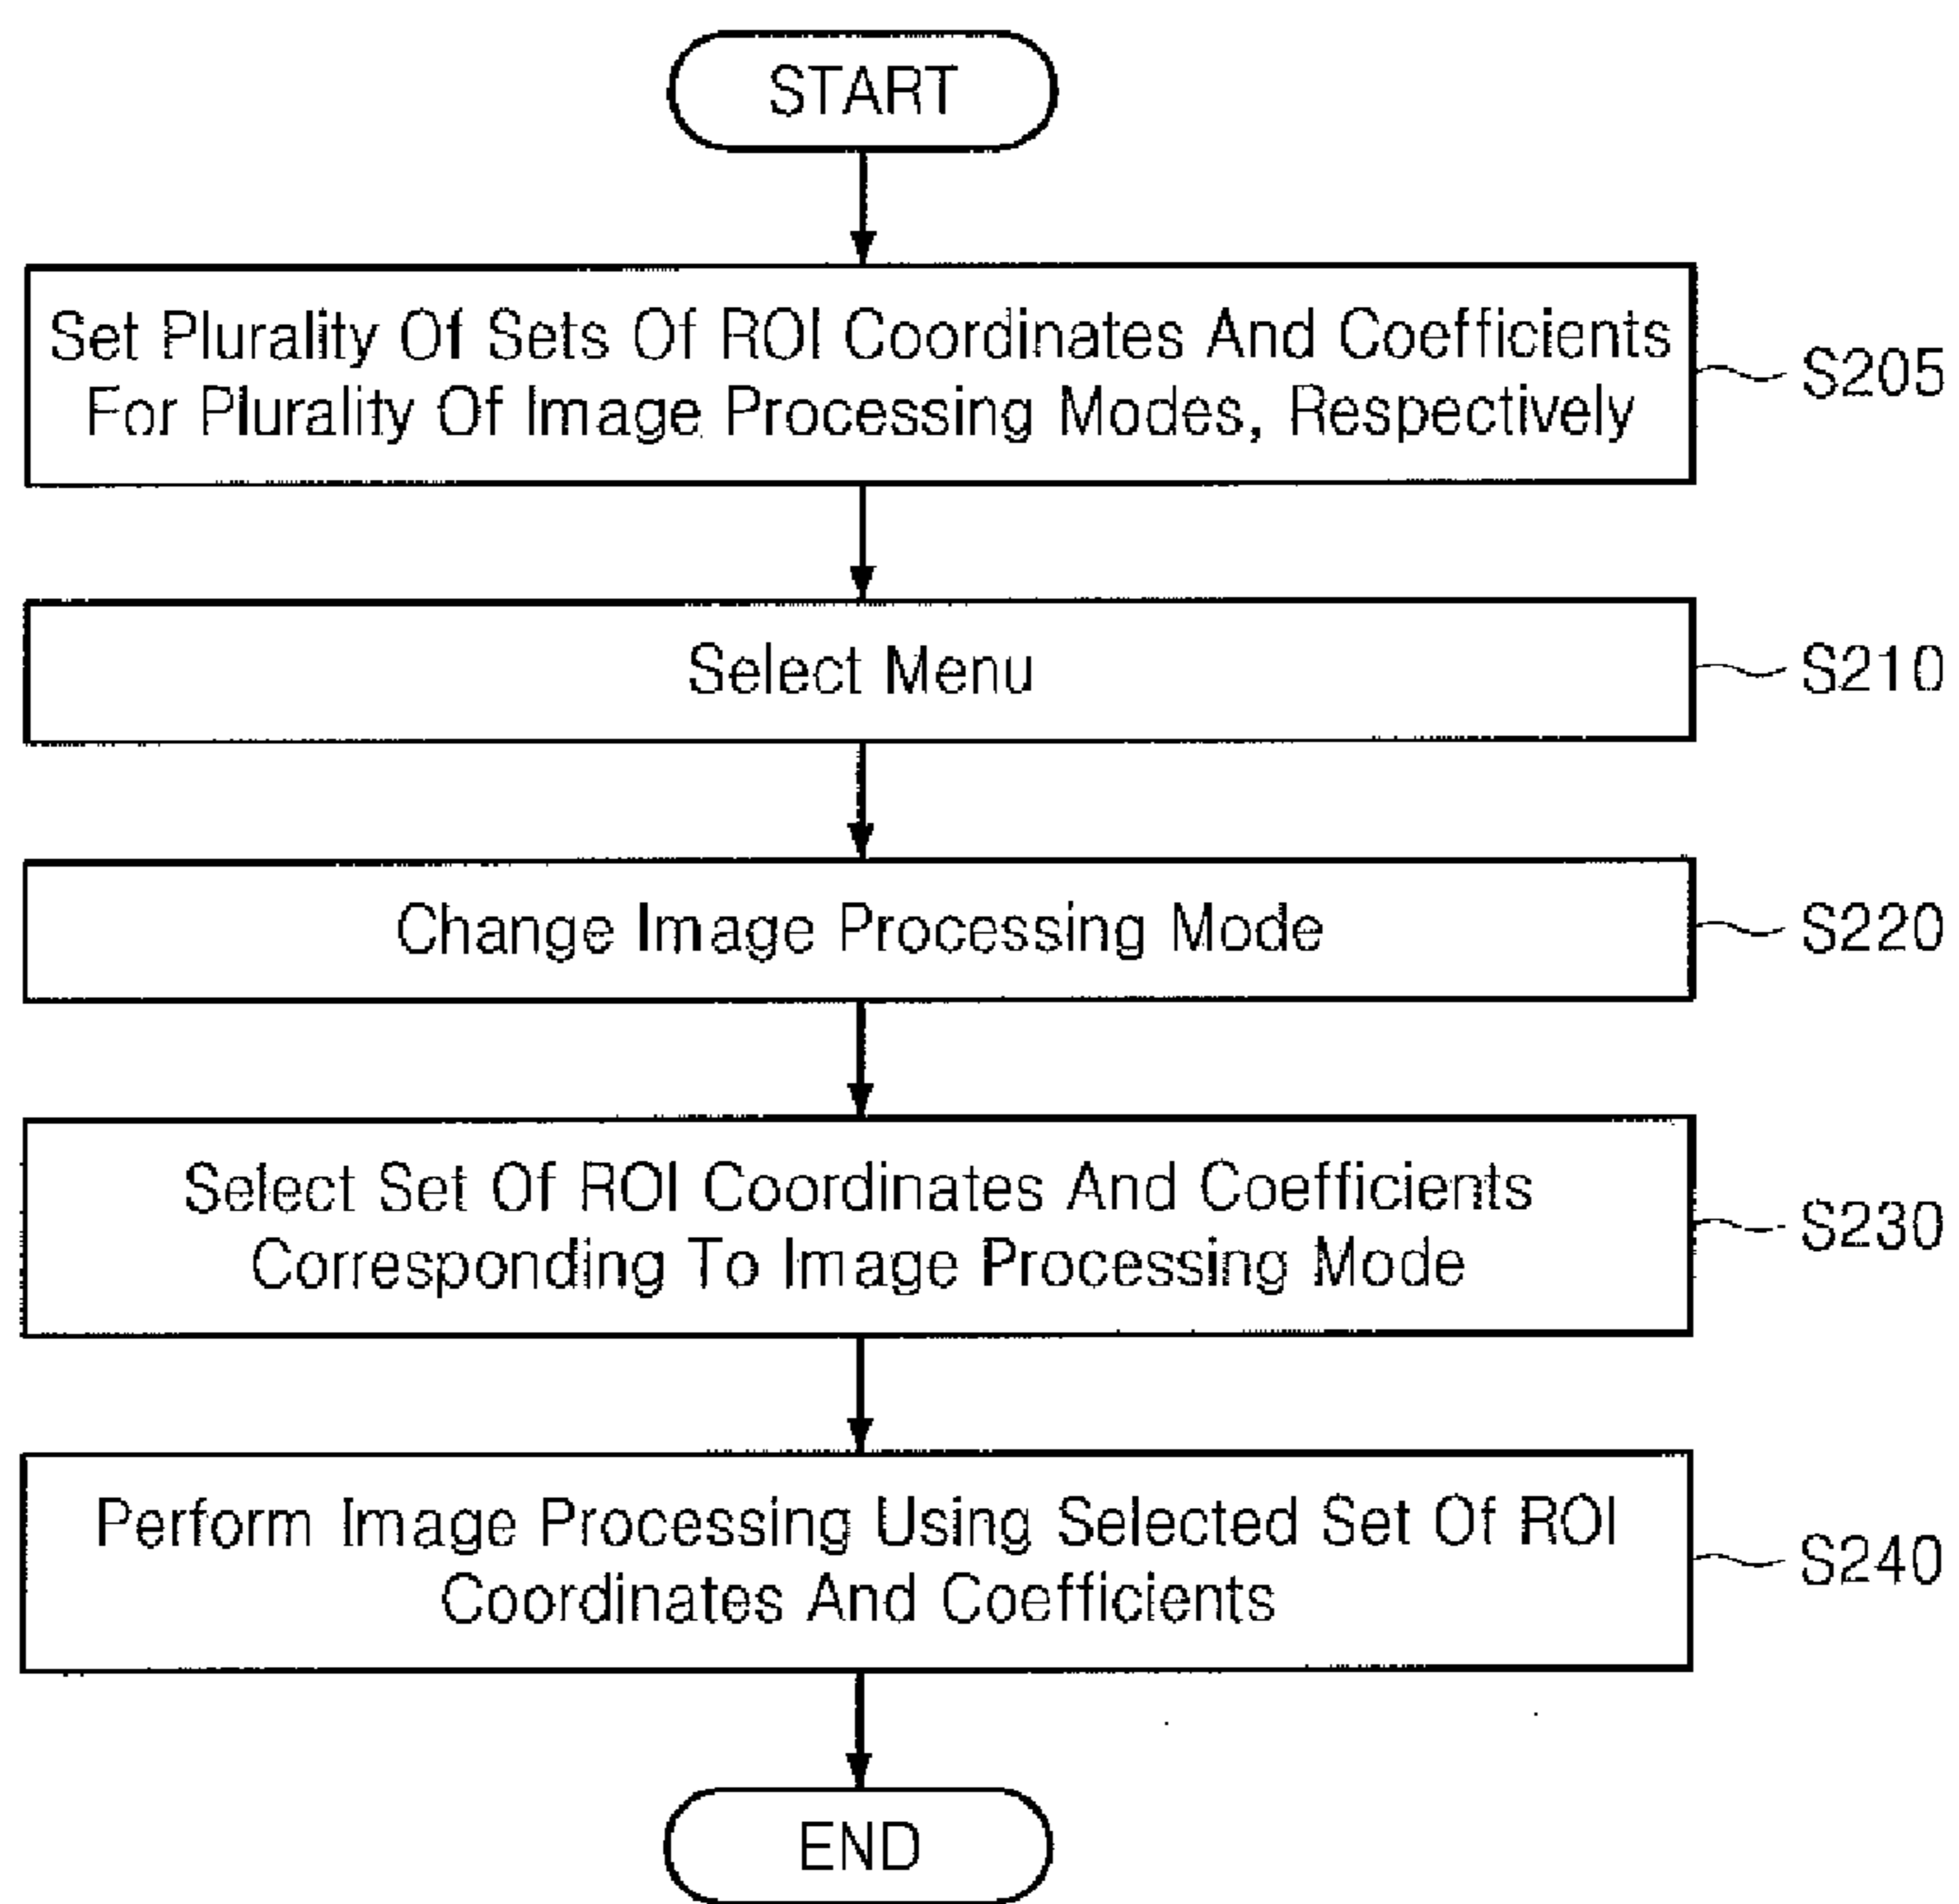 START
Set Plurality Of Sets Of ROI Coordinates And Coefficients
For Plurality Of Image Processing Modes, Respectively
S205
Select Menu
S210
Change Image Processing Mode
S220
Select Set Of ROI Coordinates And Coefficients
Corresponding To Image Processing Mode
S230
Perform Image Processing Using Selected Set Of ROI
Coordinates And Coefficients
S240
END